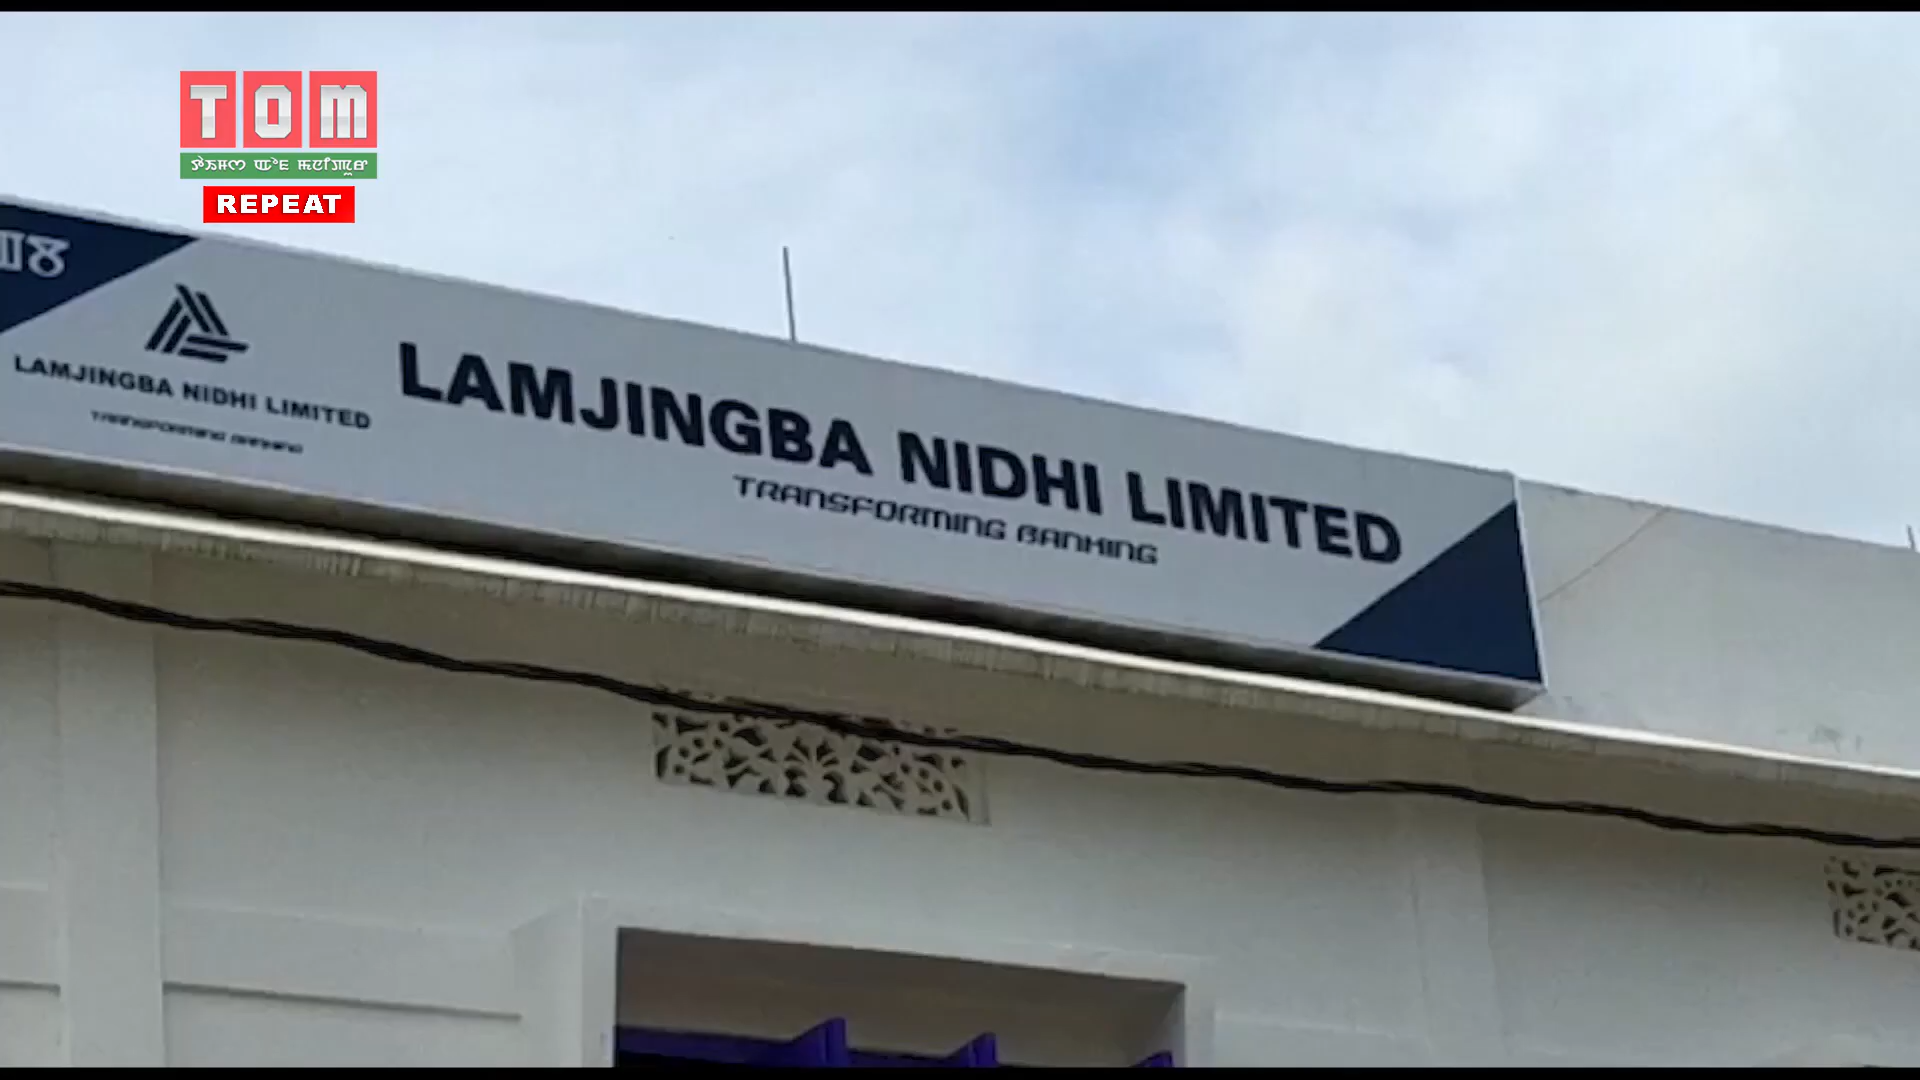 TOM
REPEAT
LAMJINGBA NIDHI LIMITED
TRANSFORMING BANKING
LAMJINGBA NIDHI LIMITED
TRANSFORMING BANKING